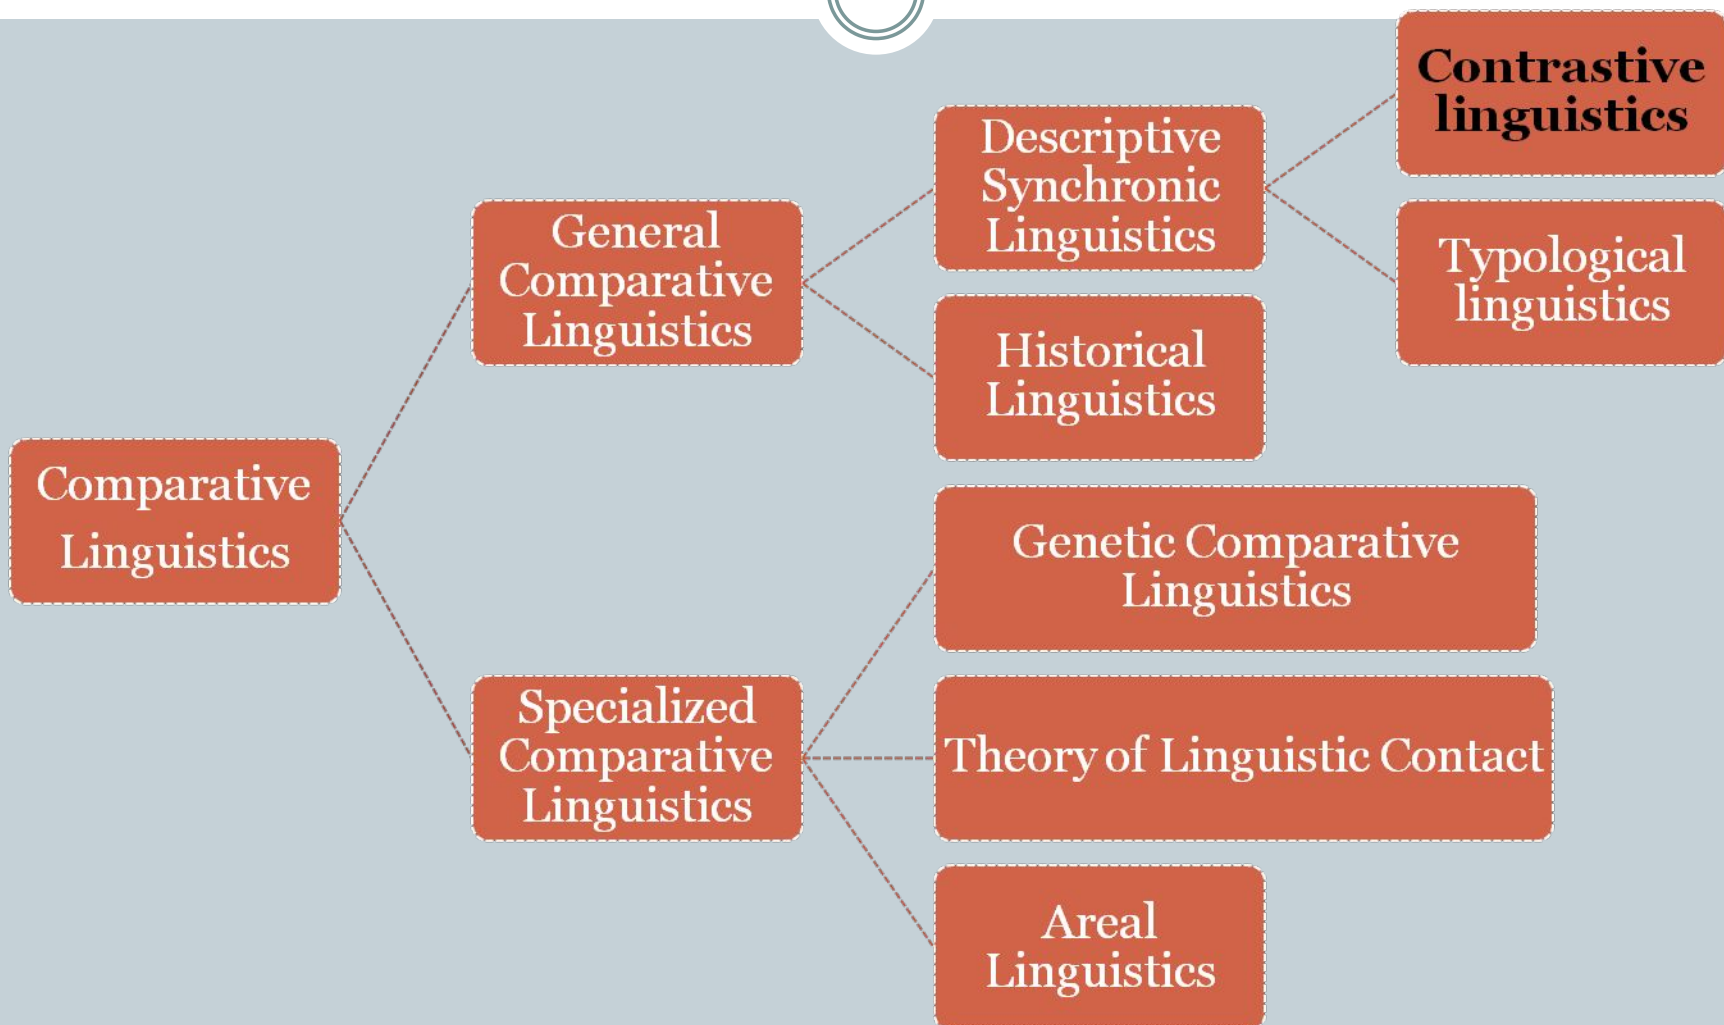 Comparative
Linguistics
General
Comparative
Linguistics
Descriptive
Synchronic
Linguistics
Contrastive
linguistics
Typological
linguistics
Historical
Linguistics
Specialized
Comparative
Linguistics
Genetic Comparative
Linguistics
Theory of Linguistic Contact
Areal
Linguistics